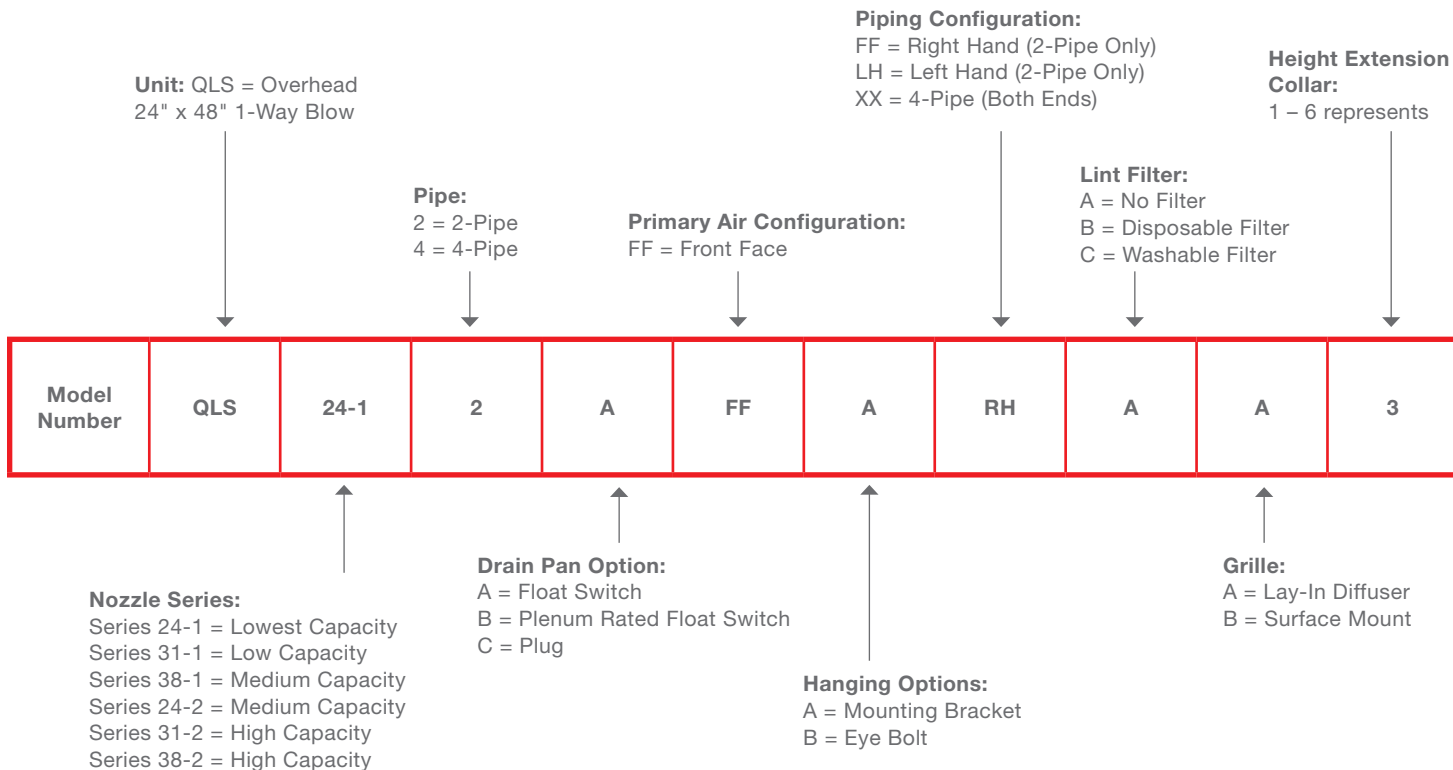 Piping Configuration:
FF = Right Hand (2-Pipe Only)
LH = Left Hand (2-Pipe Only)
XX = 4-Pipe (Both Ends)
Height Extension
Collar:
1 – 6 represents
Unit: QLS = Overhead
24" x 48" 1-Way Blow
Lint Filter:
A = No Filter
B = Disposable Filter
C = Washable Filter
Pipe:
2 = 2-Pipe
4 = 4-Pipe
Primary Air Configuration:
FF = Front Face
Model
Number
QLS
24-1
2
A
FF
A
RH
A
A
3
Nozzle Series:
Series 24-1 = Lowest Capacity
Series 31-1 = Low Capacity
Series 38-1 = Medium Capacity
Series 24-2 = Medium Capacity
Series 31-2 = High Capacity
Series 38-2 = High Capacity
Drain Pan Option:
A = Float Switch
B = Plenum Rated Float Switch
C = Plug
Hanging Options:
A = Mounting Bracket
B = Eye Bolt
Grille:
A = Lay-In Diffuser
B = Surface Mount